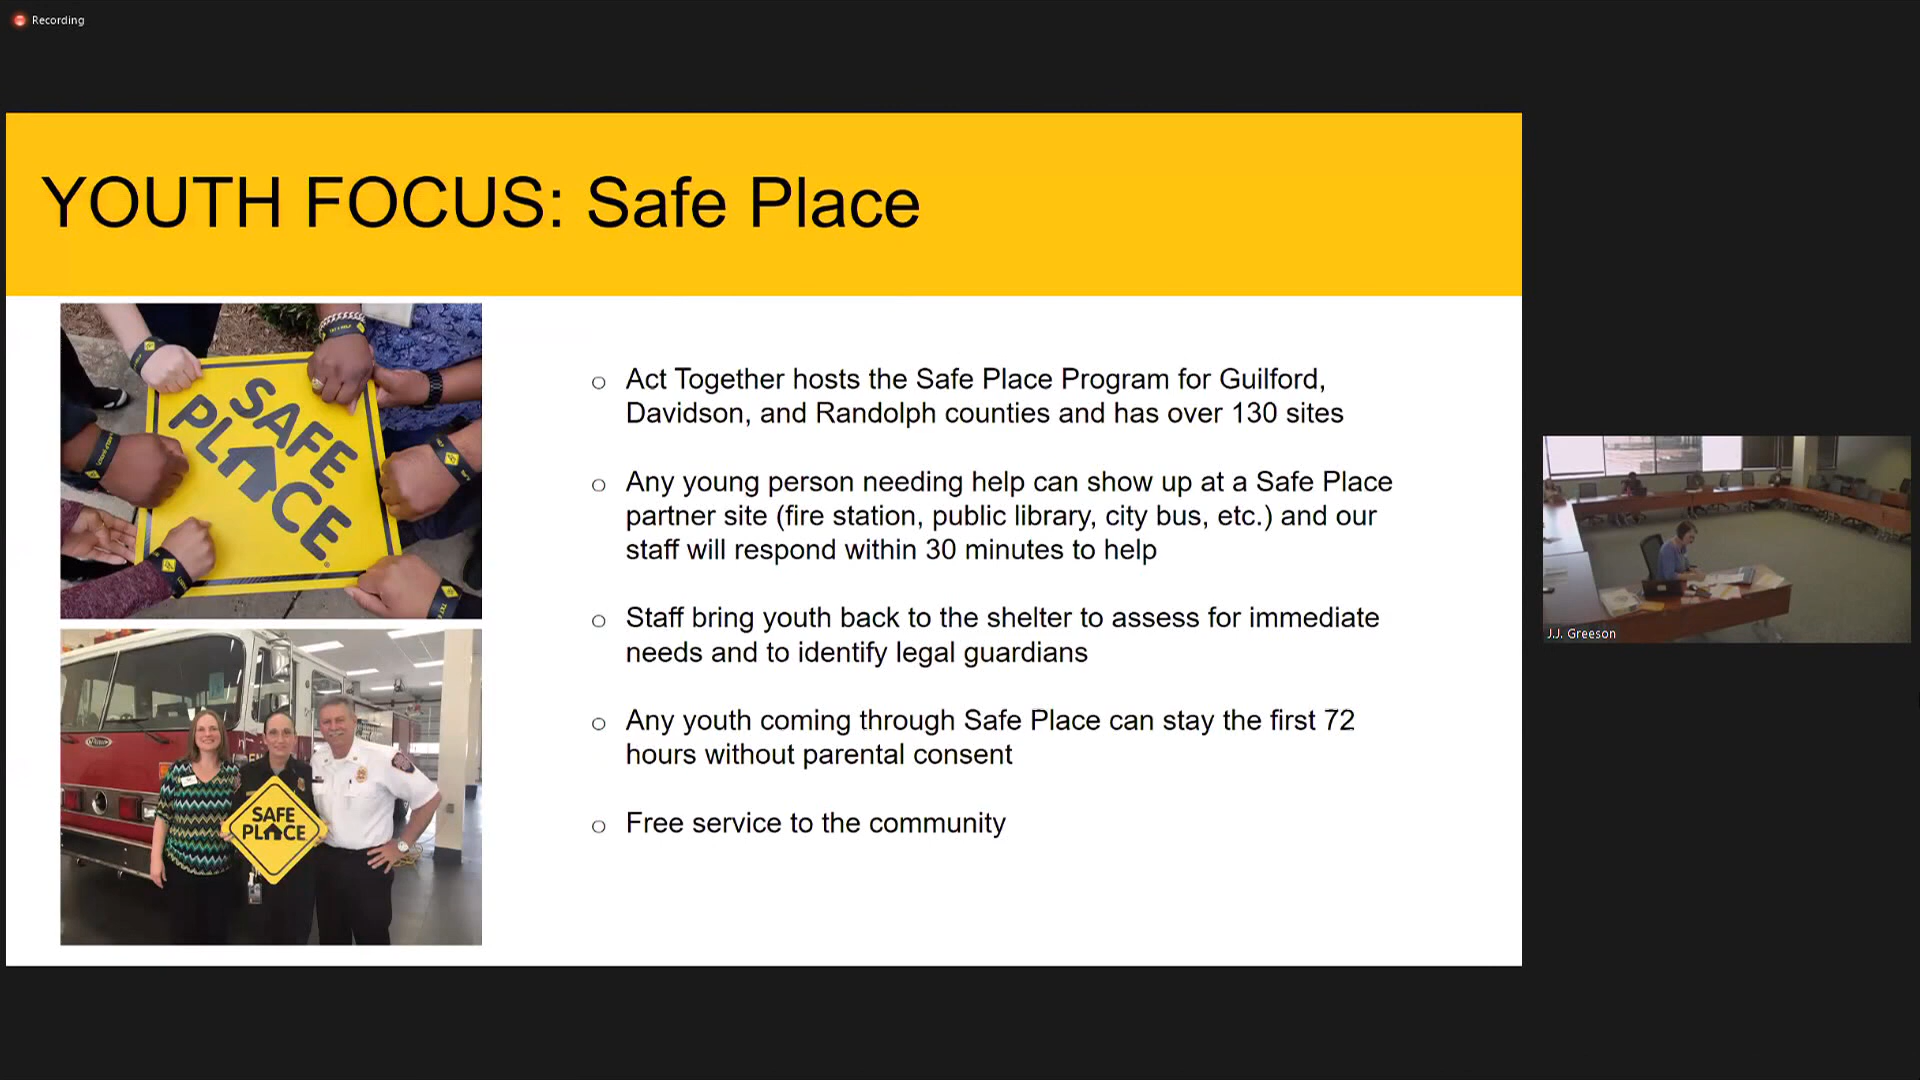 Recording
YOUTH FOCUS: Safe Place
SAFE
PLACE
Act Together hosts the Safe Place Program for Guilford,
Davidson, and Randolph counties and has over 130 sites
Any young person needing help can show up at a Safe Place
partner site (fire station, public library, city bus, etc.) and our
staff will respond within 30 minutes to help
Staff bring youth back to the shelter to assess for immediate
needs and to identify legal guardians
Any youth coming through Safe Place can stay the first 72
hours without parental consent
Free service to the community
SAFE
PLACE
J.J. Greeson